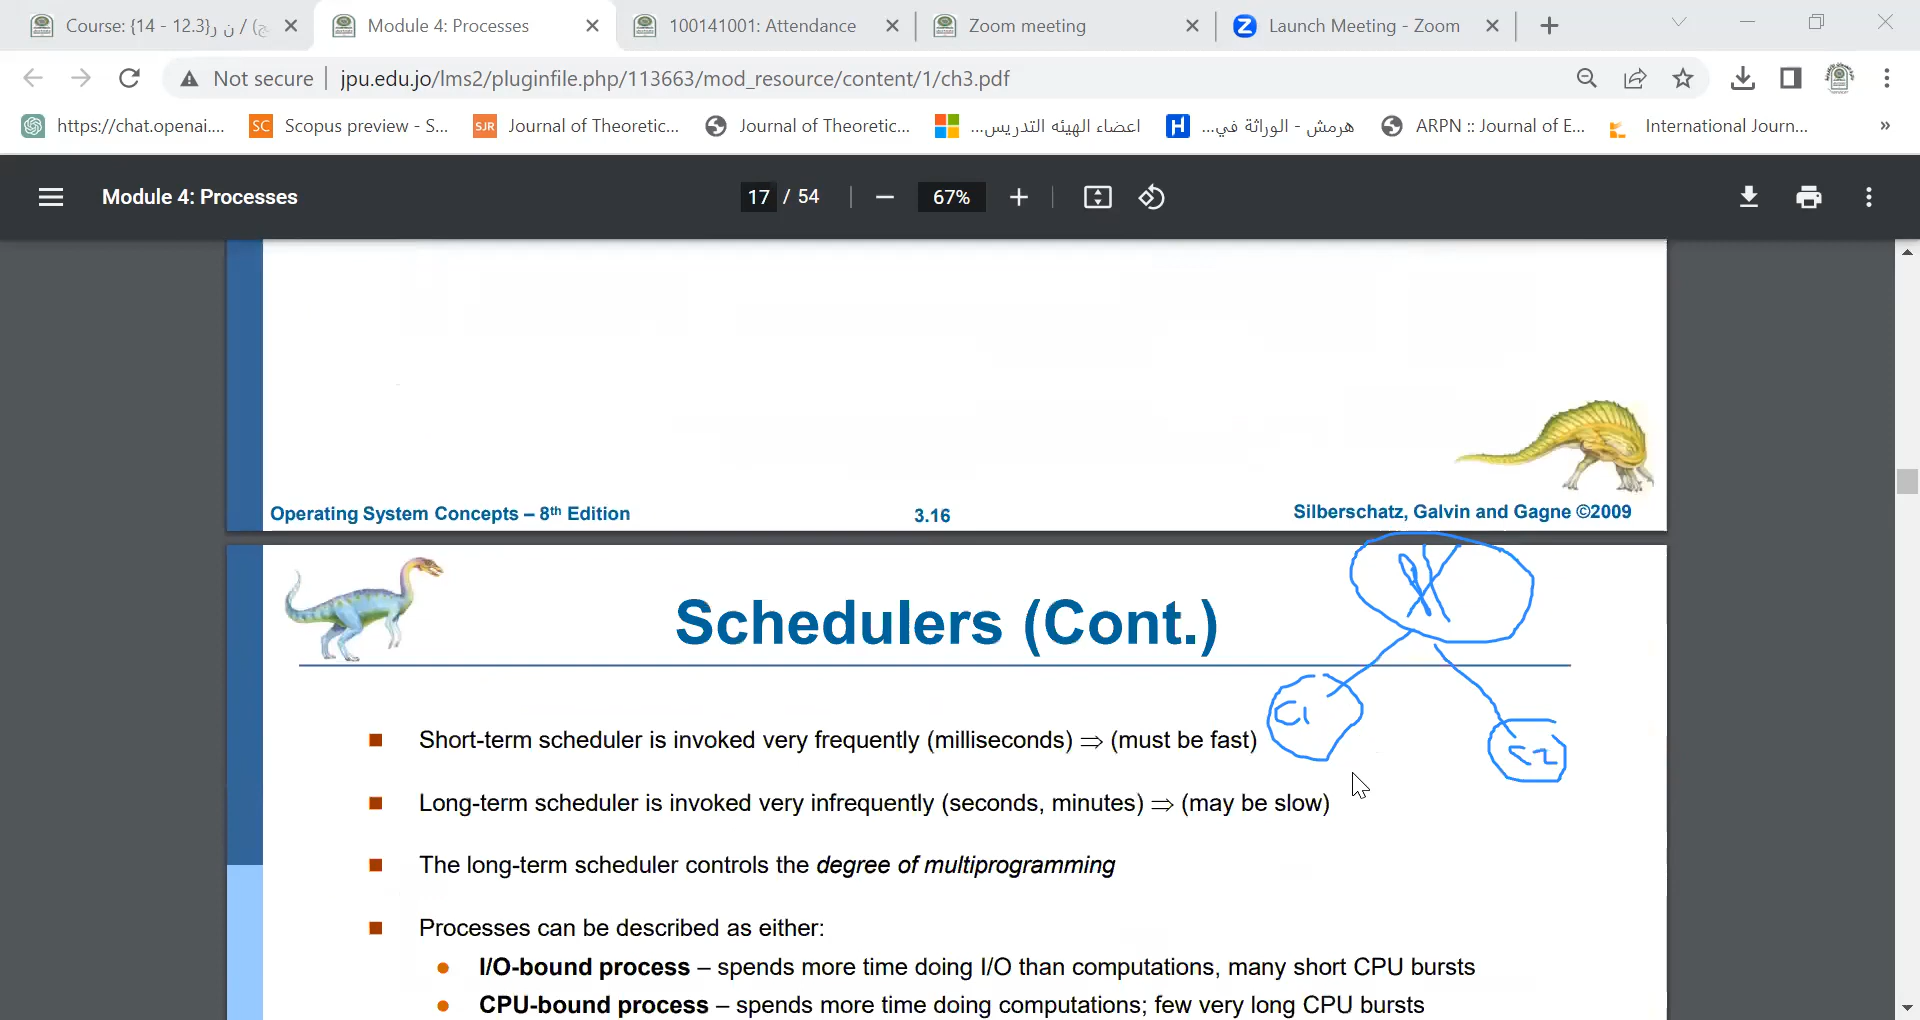 Course: {14 - 12.3}ر ن / (ج
Module 4: Processes
100141001: Attendance
Zoom meeting
Launch Meeting - Zoom
Not secure
jpu.edu.jo/lms2/pluginfile.php/113663/mod_resource/content/1/ch3.pdf
https://chat.openai....
SC
Scopus preview - S...
SJR
Journal of Theoretic...
Journal of Theoretic...
اعضاء الهيئه التدريس...
H
هرمش - الوراثة في...
ARPN :: Journal of E...
International Journ...
»
Module 4: Processes
17 / 54
67%
Operating System Concepts – 8th Edition
3.16
Silberschatz, Galvin and Gagne ©2009
Schedulers (Cont.)
C1
C2
■ Short-term scheduler is invoked very frequently (milliseconds) ⇒ (must be fast)
■ Long-term scheduler is invoked very infrequently (seconds, minutes) ⇒ (may be slow)
■ The long-term scheduler controls the degree of multiprogramming
■ Processes can be described as either:
● I/O-bound process – spends more time doing I/O than computations, many short CPU bursts
● CPU-bound process – spends more time doing computations; few very long CPU bursts